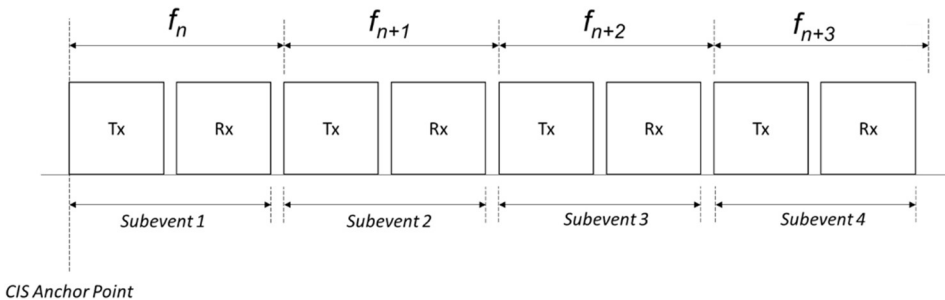 fn fn+1 fn+2 fn+3
Tx Rx Tx Rx Tx Rx Tx Rx
Subevent 1 Subevent 2 Subevent 3 Subevent 4
CIS Anchor Point